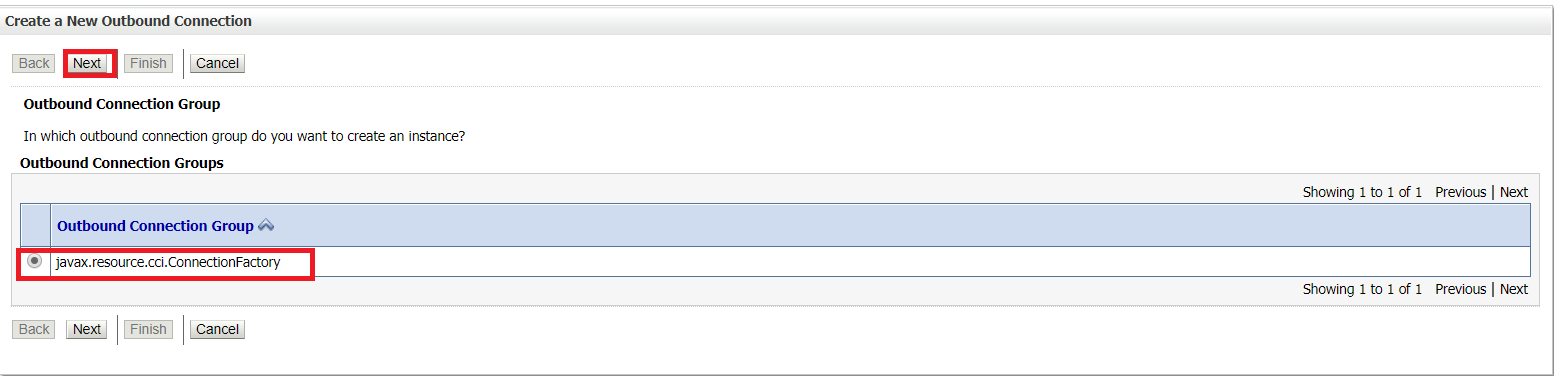 Create a New Outbound Connection
Back Next Finish Cancel
Outbound Connection Group
In which outbound connection group do you want to create an instance?
Outbound Connection Groups
Showing 1 to 1 of 1 Previous | Next
Outbound Connection Group
javax.resource.cci.ConnectionFactory
Showing 1 to 1 of 1 Previous | Next
Back Next Finish Cancel